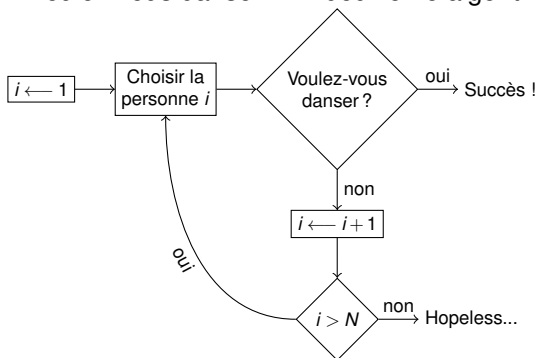 i ← 1
Choisir la
personne i
Voulez-vous
danser ?
oui
Succès !
non
i ← i + 1
oui
i > N
non
Hopeless...